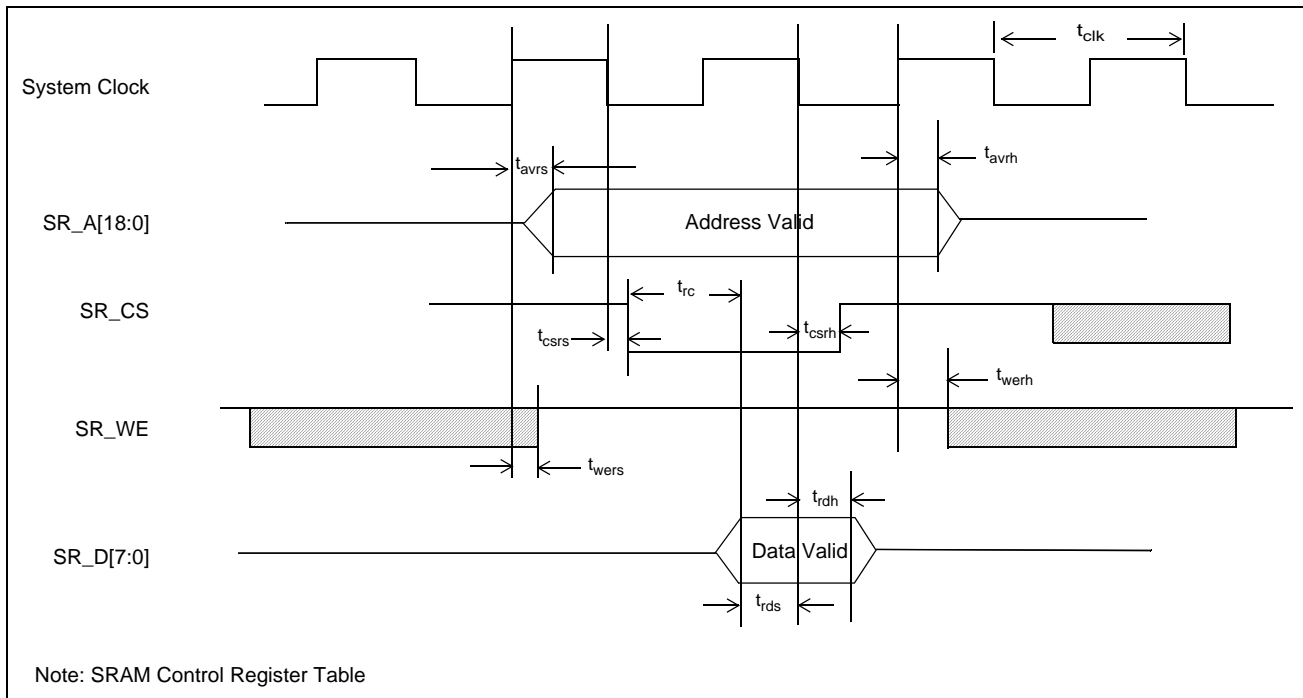 t_clk
System Clock
t_avrs
t_avrh
SR_A[18:0]
Address Valid
SR_CS
t_rc
t_csrs
t_csrh
t_werh
SR_WE
t_wers
t_rdh
SR_D[7:0]
Data Valid
t_rds
Note: SRAM Control Register Table